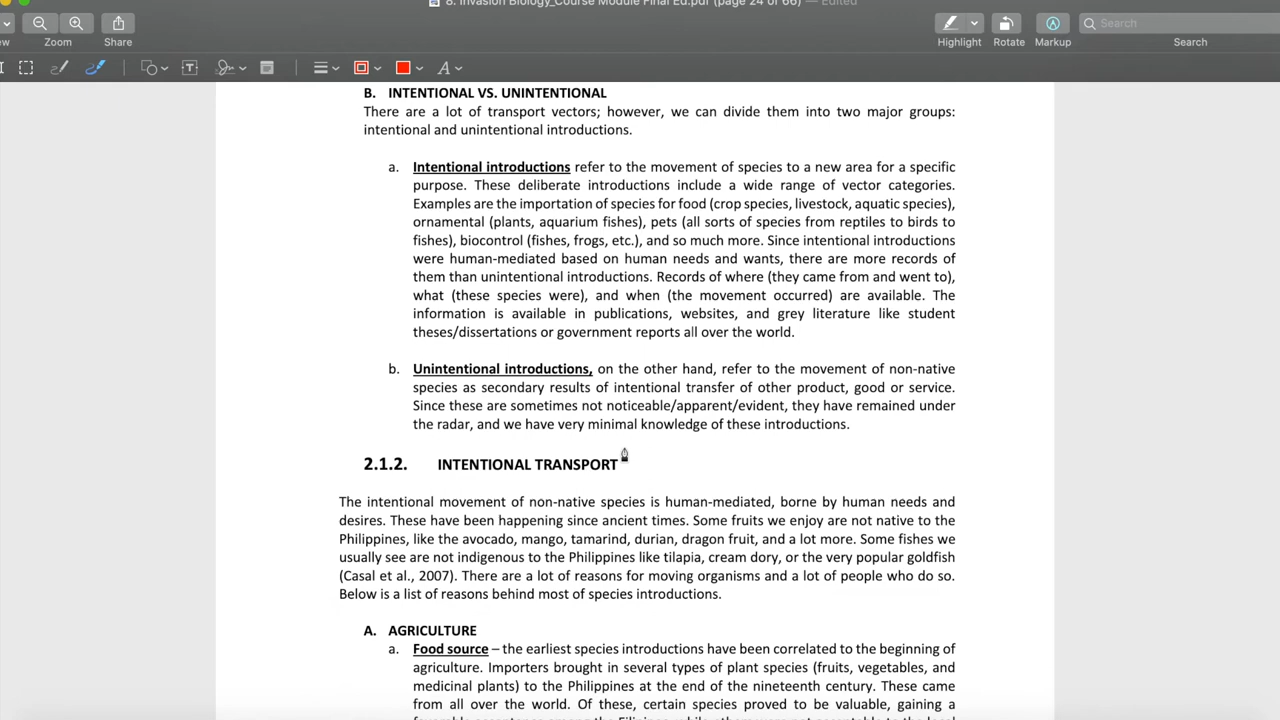 8. Invasion Biology_Course Module Final Ed.pdf (page 24 of 66) — Edited
Zoom
Share
Highlight
Rotate
Markup
Search
Search
B. INTENTIONAL VS. UNINTENTIONAL
There are a lot of transport vectors; however, we can divide them into two major groups:
intentional and unintentional introductions.
a. Intentional introductions refer to the movement of species to a new area for a specific
purpose. These deliberate introductions include a wide range of vector categories.
Examples are the importation of species for food (crop species, livestock, aquatic species),
ornamental (plants, aquarium fishes), pets (all sorts of species from reptiles to birds to
fishes), biocontrol (fishes, frogs, etc.), and so much more. Since intentional introductions
were human-mediated based on human needs and wants, there are more records of
them than unintentional introductions. Records of where (they came from and went to),
what (these species were), and when (the movement occurred) are available. The
information is available in publications, websites, and grey literature like student
theses/dissertations or government reports all over the world.
b. Unintentional introductions, on the other hand, refer to the movement of non-native
species as secondary results of intentional transfer of other product, good or service.
Since these are sometimes not noticeable/apparent/evident, they have remained under
the radar, and we have very minimal knowledge of these introductions.
2.1.2. INTENTIONAL TRANSPORT
The intentional movement of non-native species is human-mediated, borne by human needs and
desires. These have been happening since ancient times. Some fruits we enjoy are not native to the
Philippines, like the avocado, mango, tamarind, durian, dragon fruit, and a lot more. Some fishes we
usually see are not indigenous to the Philippines like tilapia, cream dory, or the very popular goldfish
(Casal et al., 2007). There are a lot of reasons for moving organisms and a lot of people who do so.
Below is a list of reasons behind most of species introductions.
A. AGRICULTURE
a. Food source – the earliest species introductions have been correlated to the beginning of
agriculture. Importers brought in several types of plant species (fruits, vegetables, and
medicinal plants) to the Philippines at the end of the nineteenth century. These came
from all over the world. Of these, certain species proved to be valuable, gaining a